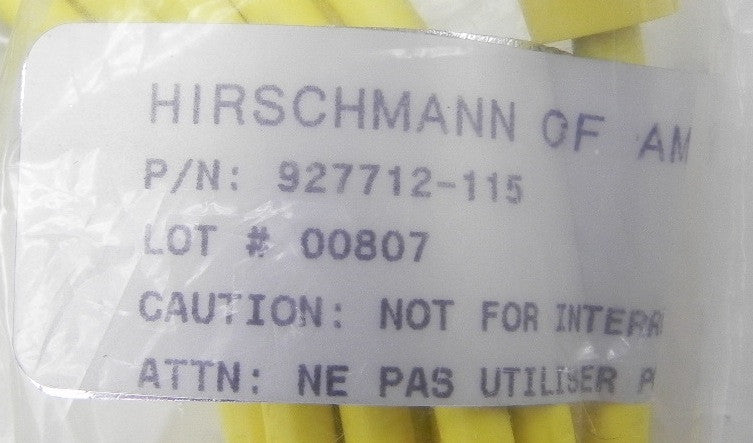 HIRSCHMANN OF AM
P/N: 927712-115
LOT # 00807
CAUTION: NOT FOR INTERR
ATTN: NE PAS UTILISER P